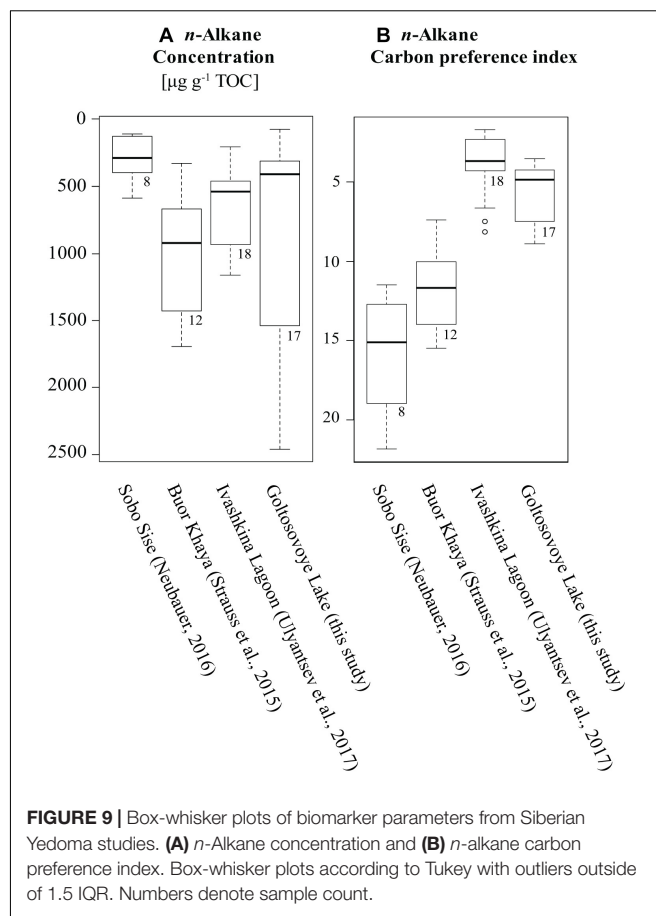 A n-Alkane
Concentration
[µg g⁻¹ TOC]
B n-Alkane
Carbon preference index
0
500
1000
1500
2000
2500
8
12
18
17
5
10
15
20
8
12
18
17
Sobo Sise (Neubauer, 2016)
Buor Khaya (Strauss et al., 2015)
Ivashkina Lagoon (Ulyantsev et al., 2017)
Goltosovoye Lake (this study)
Sobo Sise (Neubauer, 2016)
Buor Khaya (Strauss et al., 2015)
Ivashkina Lagoon (Ulyantsev et al., 2017)
Goltosovoye Lake (this study)
FIGURE 9 | Box-whisker plots of biomarker parameters from Siberian
Yedoma studies. (A) n-Alkane concentration and (B) n-alkane carbon
preference index. Box-whisker plots according to Tukey with outliers outside
of 1.5 IQR. Numbers denote sample count.